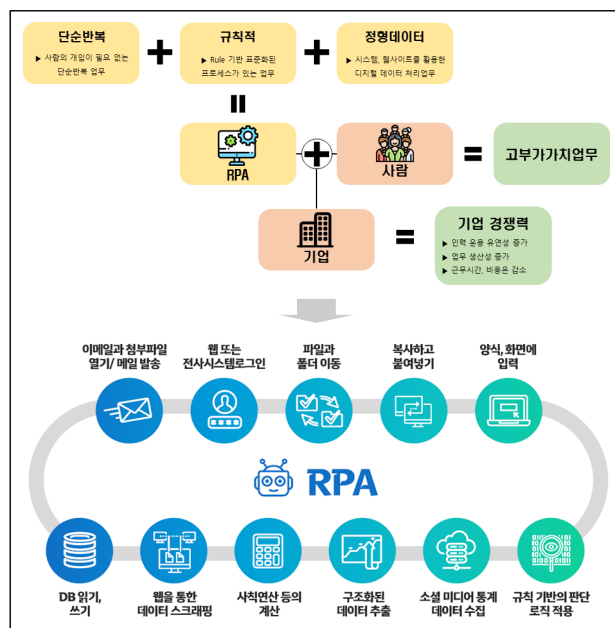 단순반복
▶ 사람의 개입이 필요 없는
단순반복 업무
+
규칙적
▶ Rule 기반 표준화된
프로세스가 있는 업무
+
정형데이터
▶ 시스템, 웹사이트를 활용한
디지털 데이터 처리업무
=
RPA
+
사람
=
고부가가치업무
기업
=
기업 경쟁력
▶ 인력 운용 유연성 증가
▶ 업무 생산성 증가
▶ 근무시간, 비용은 감소
이메일과 첨부파일
열기/ 메일 발송
웹 또는
전사시스템로그인
파일과
폴더 이동
복사하고
붙여넣기
양식, 화면에
입력
RPA
DB 읽기,
쓰기
웹을 통한
데이터 스크래핑
사칙연산 등의
계산
구조화된
데이터 추출
소셜 미디어 통계
데이터 수집
규칙 기반의 판단
로직 적용